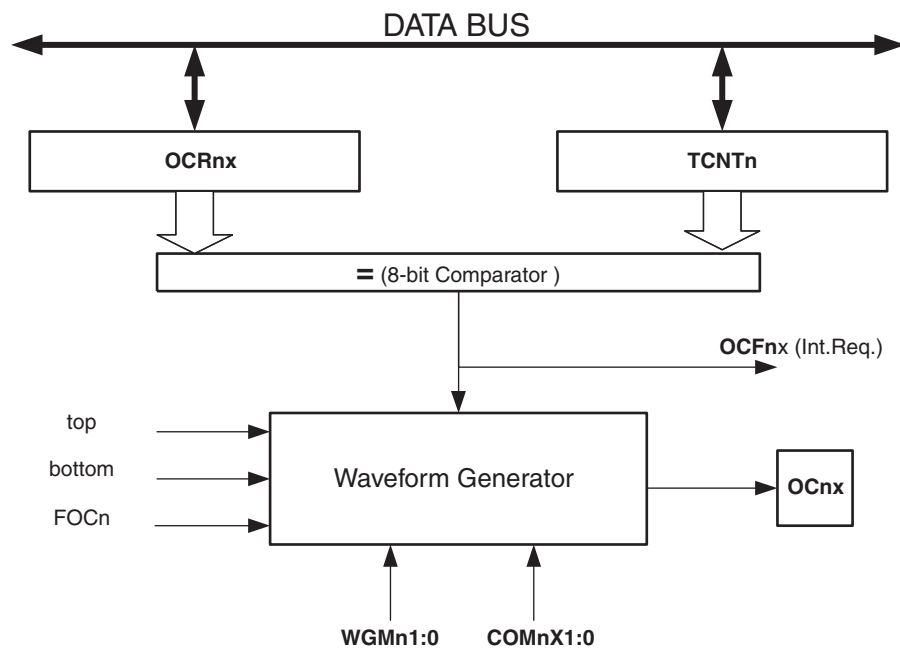 DATA BUS
OCRnx
TCNTn
= (8-bit Comparator )
OCFnx (Int.Req.)
top
bottom
FOCn
Waveform Generator
OCnx
WGMn1:0
COMnX1:0